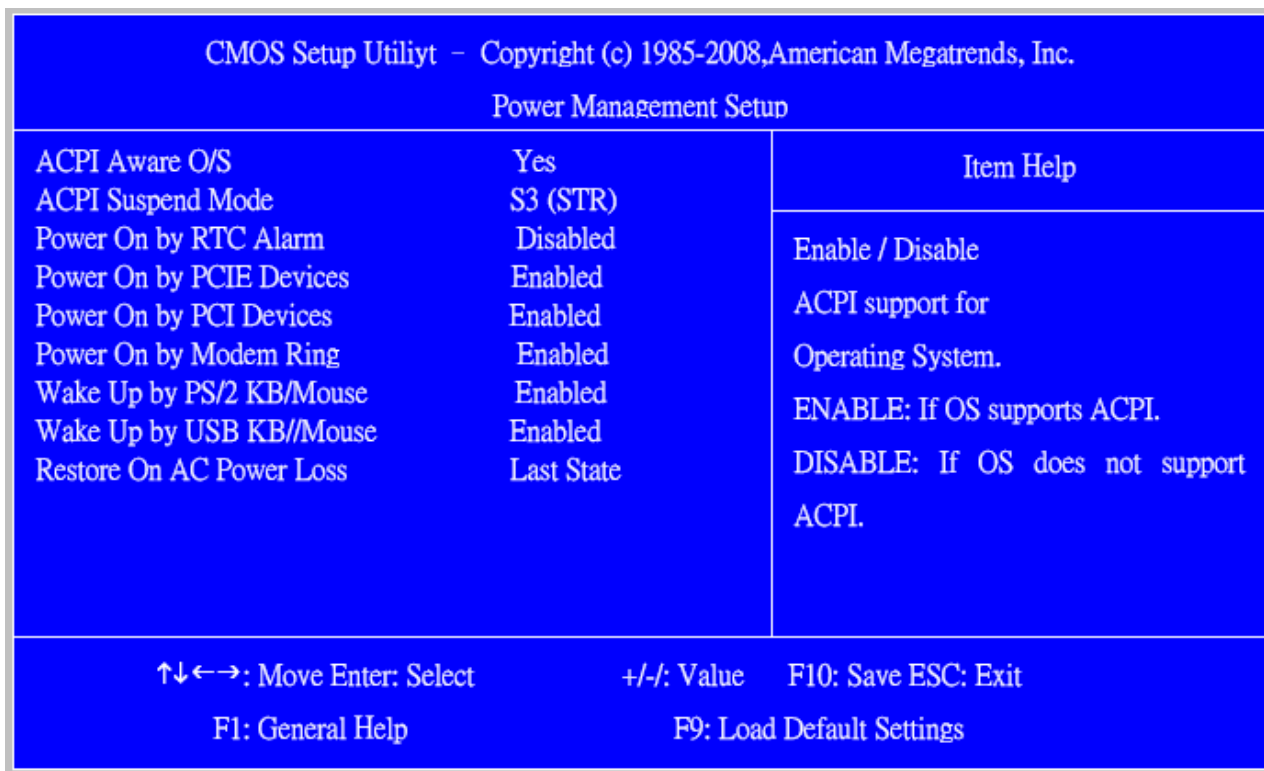 CMOS Setup Utiliyt – Copyright (c) 1985-2008,American Megatrends, Inc.
Power Management Setup
ACPI Aware O/S Yes
ACPI Suspend Mode S3 (STR)
Power On by RTC Alarm Disabled
Power On by PCIE Devices Enabled
Power On by PCI Devices Enabled
Power On by Modem Ring Enabled
Wake Up by PS/2 KB/Mouse Enabled
Wake Up by USB KB//Mouse Enabled
Restore On AC Power Loss Last State
Item Help
Enable / Disable
ACPI support for
Operating System.
ENABLE: If OS supports ACPI.
DISABLE: If OS does not support
ACPI.
↑↓←→: Move Enter: Select +/-/: Value F10: Save ESC: Exit
F1: General Help F9: Load Default Settings